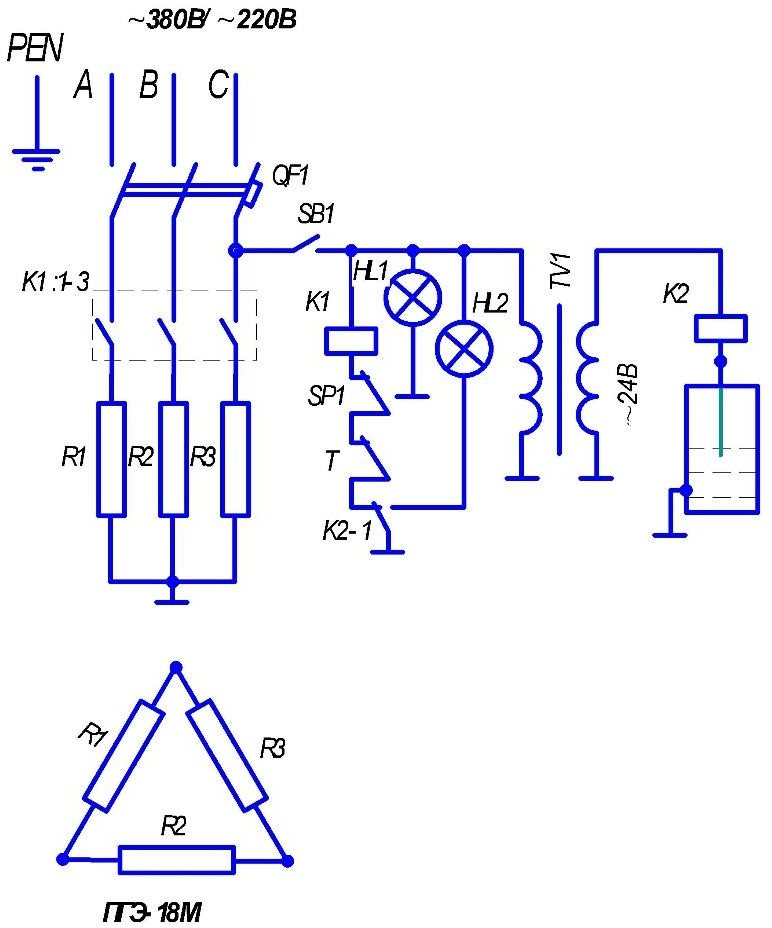 ~380В/ ~220В
PEN
A B C
QF1
SB1
K1 :1-3
HL1
TV1
K1
HL2
K2
SP1
~24В
R1 R2 R3
T
K2-1
R1
R3
R2
ПГЭ-18М